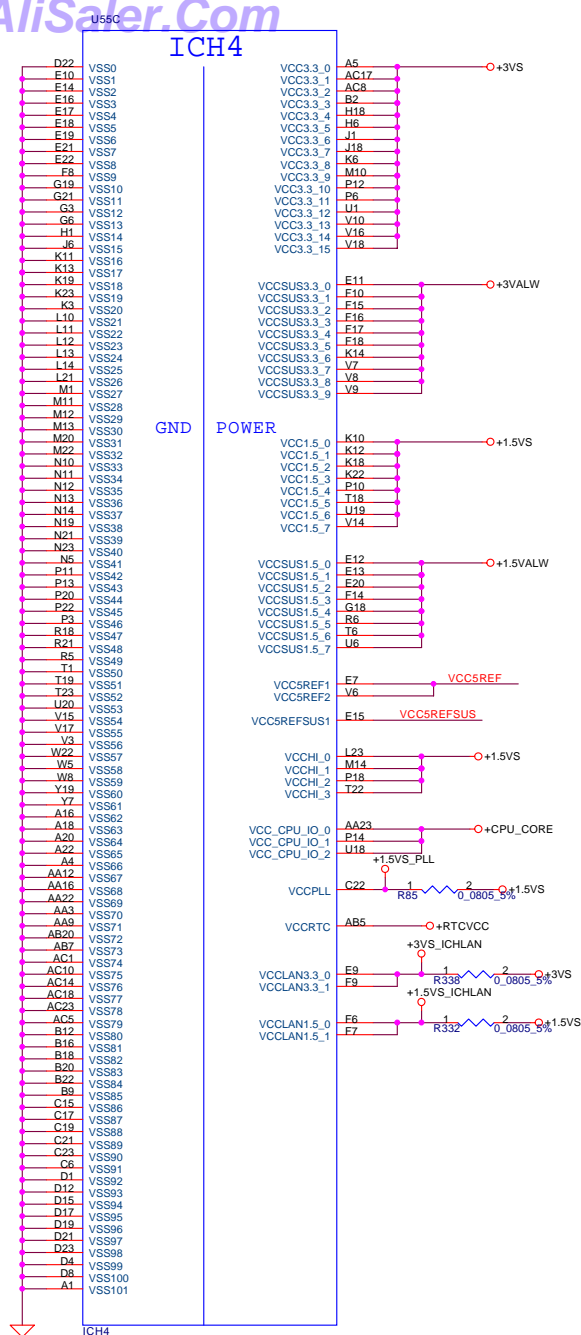 AliSaler.Com
U55C
ICH4
D22 VSS0
E10 VSS1
E14 VSS2
E16 VSS3
E17 VSS4
E18 VSS5
E19 VSS6
E21 VSS7
E22 VSS8
F8 VSS9
G19 VSS10
G21 VSS11
G3 VSS12
G6 VSS13
H1 VSS14
J6 VSS15
K11 VSS16
K13 VSS17
K19 VSS18
K23 VSS19
K3 VSS20
L10 VSS21
L11 VSS22
L12 VSS23
L13 VSS24
L14 VSS25
L21 VSS26
M1 VSS27
M11 VSS28
M12 VSS29
M13 VSS30
M20 VSS31
M22 VSS32
N10 VSS33
N11 VSS34
N12 VSS35
N13 VSS36
N14 VSS37
N19 VSS38
N21 VSS39
N23 VSS40
N5 VSS41
P11 VSS42
P13 VSS43
P20 VSS44
P22 VSS45
P3 VSS46
R18 VSS47
R21 VSS48
R5 VSS49
T1 VSS50
T19 VSS51
T23 VSS52
U20 VSS53
V15 VSS54
V17 VSS55
V3 VSS56
W22 VSS57
W5 VSS58
W8 VSS59
Y19 VSS60
Y7 VSS61
A16 VSS62
A18 VSS63
A20 VSS64
A22 VSS65
A4 VSS66
AA12 VSS67
AA16 VSS68
AA22 VSS69
AA3 VSS70
AA9 VSS71
AB20 VSS72
AB7 VSS73
AC1 VSS74
AC10 VSS75
AC14 VSS76
AC18 VSS77
AC23 VSS78
AC5 VSS79
B12 VSS80
B16 VSS81
B18 VSS82
B20 VSS83
B22 VSS84
B9 VSS85
C15 VSS86
C17 VSS87
C19 VSS88
C21 VSS89
C23 VSS90
C6 VSS91
D1 VSS92
D12 VSS93
D15 VSS94
D17 VSS95
D19 VSS96
D21 VSS97
D23 VSS98
D4 VSS99
D8 VSS100
A1 VSS101
GND POWER
VCC3.3_0 A5 +3VS
VCC3.3_1 AC17
VCC3.3_2 AC8
VCC3.3_3 B2
VCC3.3_4 H18
VCC3.3_5 H6
VCC3.3_6 J1
VCC3.3_7 J18
VCC3.3_8 K6
VCC3.3_9 M10
VCC3.3_10 P12
VCC3.3_11 P6
VCC3.3_12 U1
VCC3.3_13 V10
VCC3.3_14 V16
VCC3.3_15 V18
VCCSUS3.3_0 E11 +3VALW
VCCSUS3.3_1 F10
VCCSUS3.3_2 F15
VCCSUS3.3_3 F16
VCCSUS3.3_4 F17
VCCSUS3.3_5 F18
VCCSUS3.3_6 K14
VCCSUS3.3_7 V7
VCCSUS3.3_8 V8
VCCSUS3.3_9 V9
VCC1.5_0 K10 +1.5VS
VCC1.5_1 K12
VCC1.5_2 K18
VCC1.5_3 K22
VCC1.5_4 P10
VCC1.5_5 T18
VCC1.5_6 U19
VCC1.5_7 V14
VCCSUS1.5_0 E12 +1.5VALW
VCCSUS1.5_1 E13
VCCSUS1.5_2 E20
VCCSUS1.5_3 F14
VCCSUS1.5_4 G18
VCCSUS1.5_5 R6
VCCSUS1.5_6 T6
VCCSUS1.5_7 U6
VCC5REF1 E7 VCC5REF
VCC5REF2 V6
VCC5REFSUS1 E15 VCC5REFSUS
VCCHI_0 L23 +1.5VS
VCCHI_1 M14
VCCHI_2 P18
VCCHI_3 T22
VCC_CPU_IO_0 AA23 +CPU_CORE
VCC_CPU_IO_1 P14
VCC_CPU_IO_2 U18
+1.5VS_PLL
VCCPLL C22 1 2 +1.5VS
R85 0_0805_5%
VCCRTC AB5 +RTCVCC
+3VS_ICHLAN
VCCLAN3.3_0 E9 1 2 +3VS
VCCLAN3.3_1 F9 R338 0_0805_5%
+1.5VS_ICHLAN
VCCLAN1.5_0 F6 1 2 +1.5VS
VCCLAN1.5_1 F7 R332 0_0805_5%
ICH4